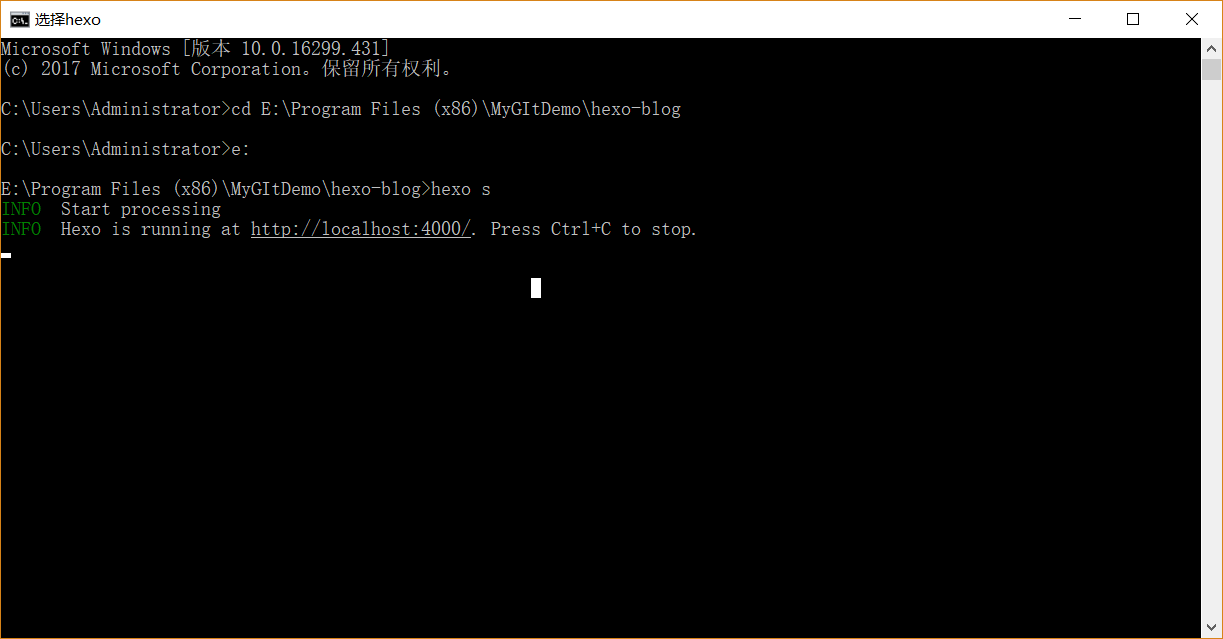 选择hexo
Microsoft Windows [版本 10.0.16299.431]
(c) 2017 Microsoft Corporation。保留所有权利。
C:\Users\Administrator>cd E:\Program Files (x86)\MyGItDemo\hexo-blog
C:\Users\Administrator>e:
E:\Program Files (x86)\MyGItDemo\hexo-blog>hexo s
INFO  Start processing
INFO  Hexo is running at http://localhost:4000/. Press Ctrl+C to stop.